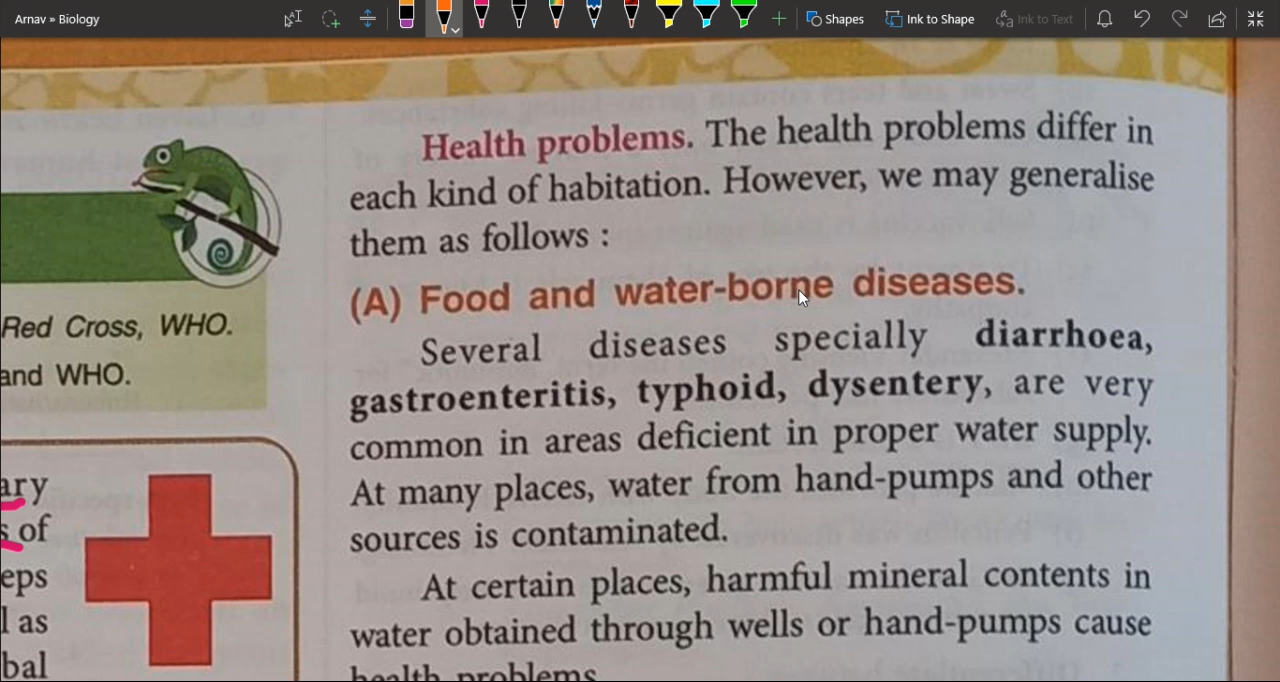 Arnav » Biology
Shapes
Ink to Shape
Ink to Text
Red Cross, WHO.
and WHO.
ary
s of
eps
l as
bal
Health problems. The health problems differ in
each kind of habitation. However, we may generalise
them as follows :
(A) Food and water-borne diseases.
Several diseases specially diarrhoea,
gastroenteritis, typhoid, dysentery, are very
common in areas deficient in proper water supply.
At many places, water from hand-pumps and other
sources is contaminated.
At certain places, harmful mineral contents in
water obtained through wells or hand-pumps cause
health problems.